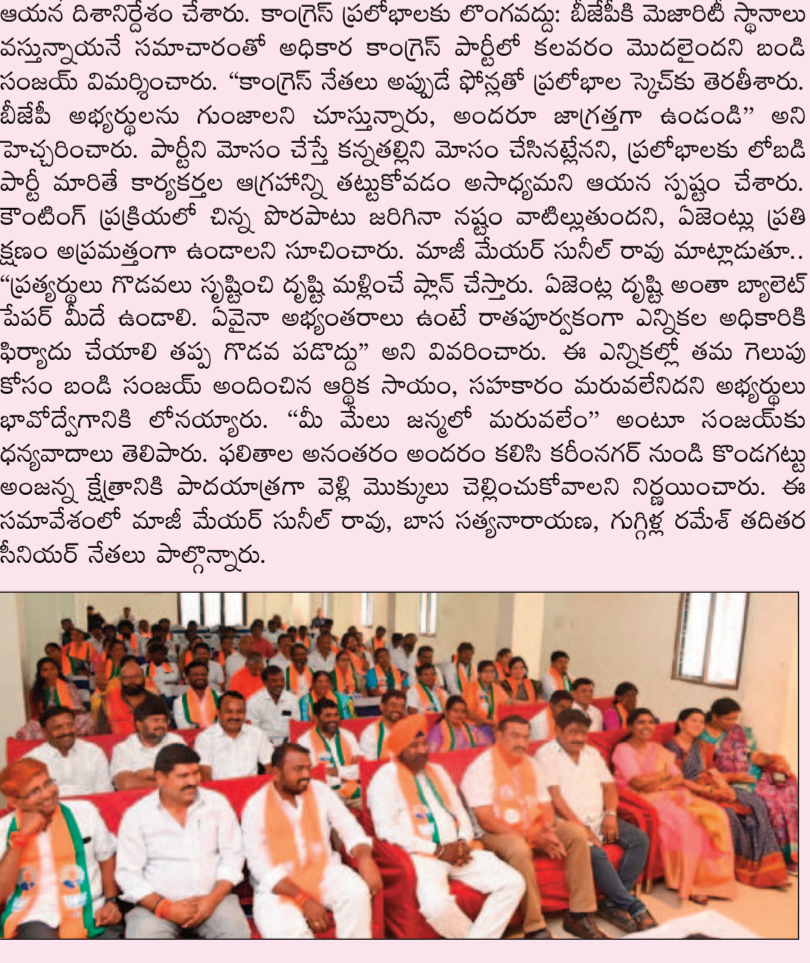 ఆయన దిశానిర్దేశం చేశారు. కాంగ్రెస్ ప్రలోభాలకు లొంగవద్దు: బీజేపీకి మెజారిటీ స్థానాలు
వస్తున్నాయనే సమాచారంతో అధికార కాంగ్రెస్ పార్టీలో కలవరం మొదలైందని బండి
సంజయ్ విమర్శించారు. “కాంగ్రెస్ నేతలు అప్పుడే ఫోన్లతో ప్రలోభాల స్కెచ్‌కు తెరతీశారు.
బీజేపీ అభ్యర్థులను గుంజాలని చూస్తున్నారు, అందరూ జాగ్రత్తగా ఉండండి” అని
హెచ్చరించారు. పార్టీని మోసం చేస్తే కన్నతల్లిని మోసం చేసినట్లేనని, ప్రలోభాలకు లోబడి
పార్టీ మారితే కార్యకర్తల ఆగ్రహాన్ని తట్టుకోవడం అసాధ్యమని ఆయన స్పష్టం చేశారు.
కౌంటింగ్ ప్రక్రియలో చిన్న పొరపాటు జరిగినా నష్టం వాటిల్లుతుందని, ఏజెంట్లు ప్రతి
క్షణం అప్రమత్తంగా ఉండాలని సూచించారు. మాజీ మేయర్ సునీల్ రావు మాట్లాడుతూ..
“ప్రత్యర్థులు గొడవలు సృష్టించి దృష్టి మళ్లించే ప్లాన్ చేస్తారు. ఏజెంట్ల దృష్టి అంతా బ్యాలెట్
పేపర్ మీదే ఉండాలి. ఏవైనా అభ్యంతరాలు ఉంటే రాతపూర్వకంగా ఎన్నికల అధికారికి
ఫిర్యాదు చేయాలి తప్ప గొడవ పడొద్దు” అని వివరించారు. ఈ ఎన్నికల్లో తమ గెలుపు
కోసం బండి సంజయ్ అందించిన ఆర్థిక సాయం, సహకారం మరువలేనిదని అభ్యర్థులు
భావోద్వేగానికి లోనయ్యారు. “మీ మేలు జన్మలో మరువలేం” అంటూ సంజయ్‌కు
ధన్యవాదాలు తెలిపారు. ఫలితాల అనంతరం అందరం కలిసి కరీంనగర్ నుండి కొండగట్టు
అంజన్న క్షేత్రానికి పాదయాత్రగా వెళ్లి మొక్కులు చెల్లించుకోవాలని నిర్ణయించారు. ఈ
సమావేశంలో మాజీ మేయర్ సునీల్ రావు, బాస సత్యనారాయణ, గుగ్గిళ్ల రమేశ్ తదితర
సీనియర్ నేతలు పాల్గొన్నారు.